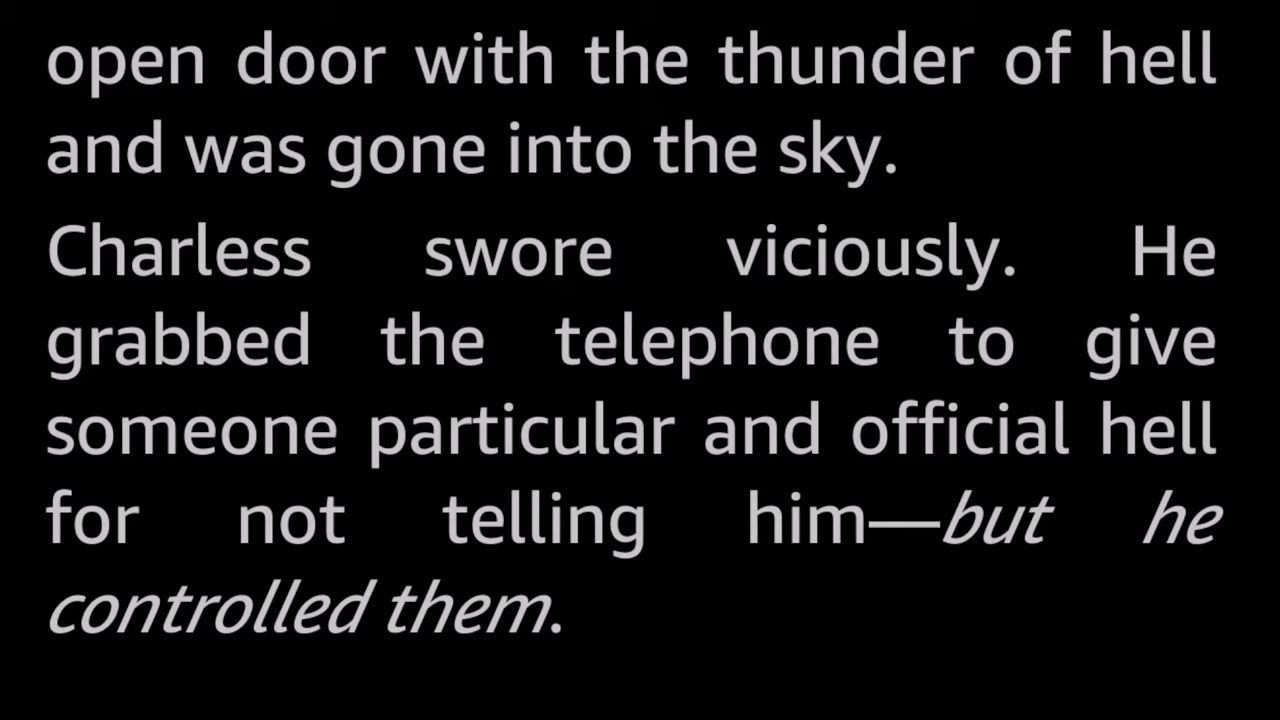 open door with the thunder of hell
and was gone into the sky.
Charless swore viciously. He
grabbed the telephone to give
someone particular and official hell
for not telling him—but he
controlled them.